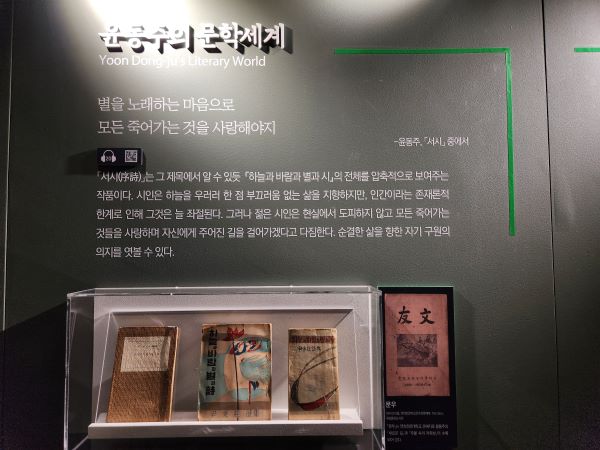 윤동주의 문학세계
Yoon Dong-ju's Literary World
별을 노래하는 마음으로
모든 죽어가는 것을 사랑해야지
-윤동주, 「서시」 중에서
20
「서시(序詩)」는 그 제목에서 알 수 있듯 『하늘과 바람과 별과 시』의 전체를 압축적으로 보여주는
작품이다. 시인은 하늘을 우러러 한 점 부끄러움 없는 삶을 지향하지만, 인간이라는 존재론적
한계로 인해 그것은 늘 좌절된다. 그러나 젊은 시인은 현실에서 도피하지 않고 모든 죽어가는
것들을 사랑하며 자신에게 주어진 길을 걸어가겠다고 다짐한다. 순결한 삶을 향한 자기 구원의
의지를 엿볼 수 있다.
하늘과 바람과 별과 詩
友文
문우